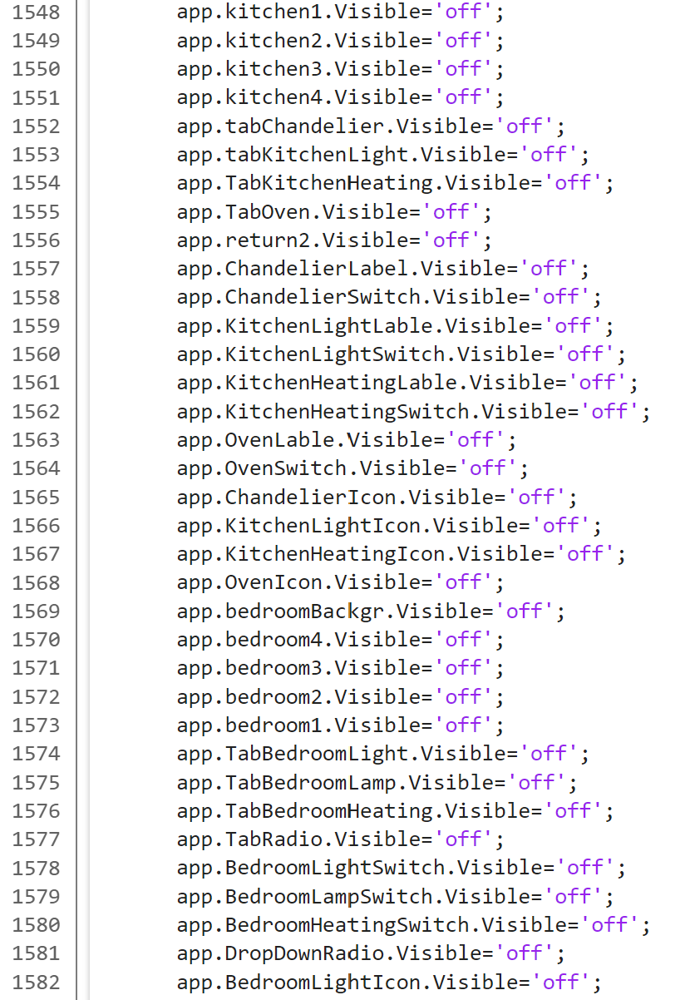 1548 app.kitchen1.Visible='off';
1549 app.kitchen2.Visible='off';
1550 app.kitchen3.Visible='off';
1551 app.kitchen4.Visible='off';
1552 app.tabChandelier.Visible='off';
1553 app.tabKitchenLight.Visible='off';
1554 app.TabKitchenHeating.Visible='off';
1555 app.TabOven.Visible='off';
1556 app.return2.Visible='off';
1557 app.ChandelierLabel.Visible='off';
1558 app.ChandelierSwitch.Visible='off';
1559 app.KitchenLightLable.Visible='off';
1560 app.KitchenLightSwitch.Visible='off';
1561 app.KitchenHeatingLable.Visible='off';
1562 app.KitchenHeatingSwitch.Visible='off';
1563 app.OvenLable.Visible='off';
1564 app.OvenSwitch.Visible='off';
1565 app.ChandelierIcon.Visible='off';
1566 app.KitchenLightIcon.Visible='off';
1567 app.KitchenHeatingIcon.Visible='off';
1568 app.OvenIcon.Visible='off';
1569 app.bedroomBackgr.Visible='off';
1570 app.bedroom4.Visible='off';
1571 app.bedroom3.Visible='off';
1572 app.bedroom2.Visible='off';
1573 app.bedroom1.Visible='off';
1574 app.TabBedroomLight.Visible='off';
1575 app.TabBedroomLamp.Visible='off';
1576 app.TabBedroomHeating.Visible='off';
1577 app.TabRadio.Visible='off';
1578 app.BedroomLightSwitch.Visible='off';
1579 app.BedroomLampSwitch.Visible='off';
1580 app.BedroomHeatingSwitch.Visible='off';
1581 app.DropDownRadio.Visible='off';
1582 app.BedroomLightIcon.Visible='off';